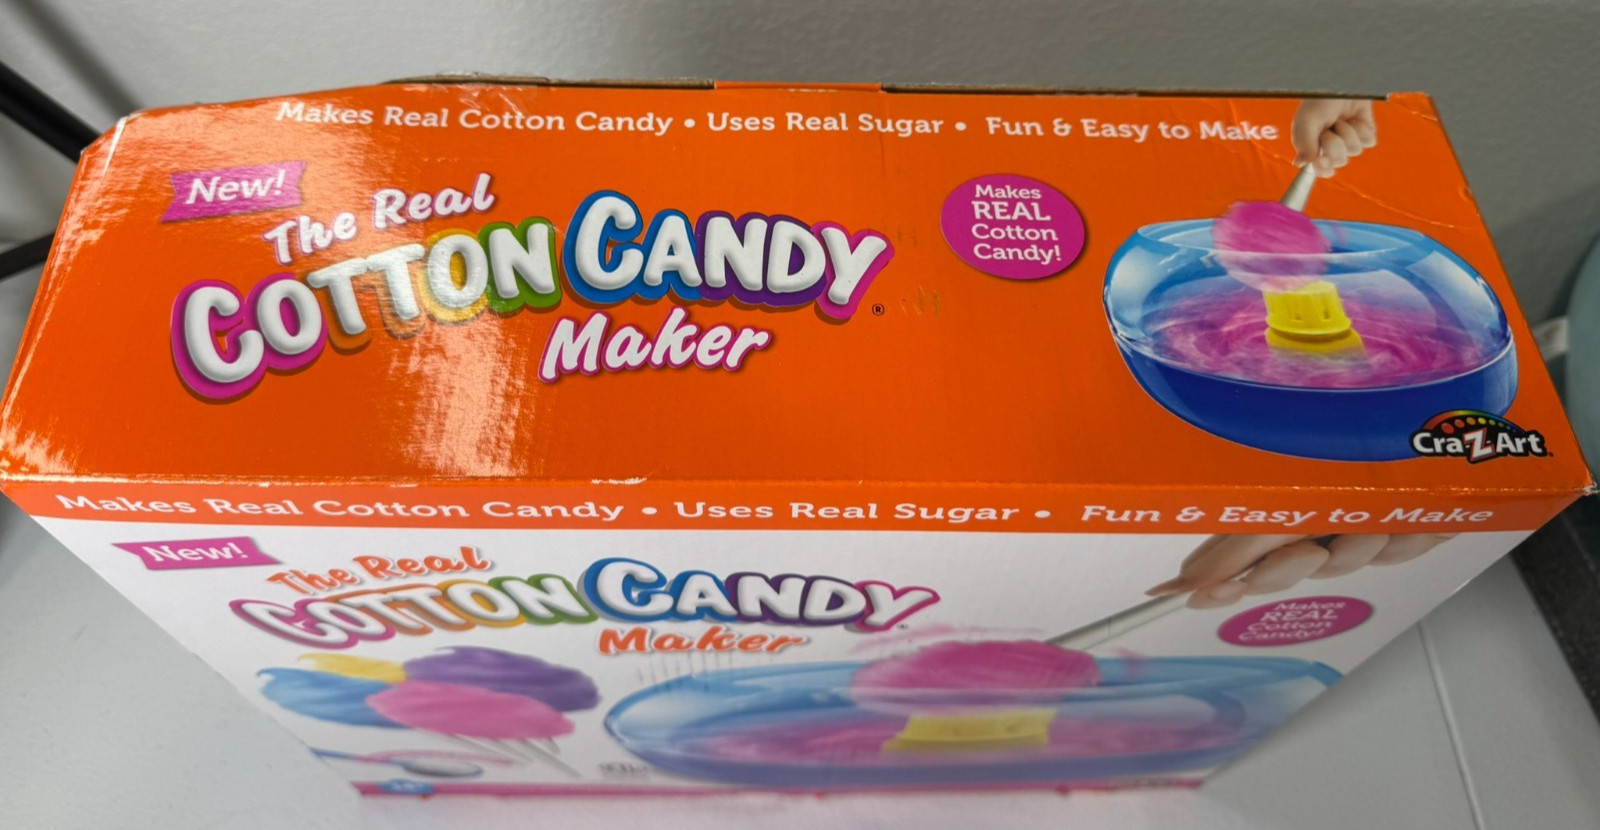 Makes Real Cotton Candy • Uses Real Sugar • Fun & Easy to Make
New!
The Real
COTTON CANDY®
Maker
Makes
REAL
Cotton
Candy!
Cra-Z-Art
Makes Real Cotton Candy • Uses Real Sugar • Fun & Easy to Make
New!
The Real
COTTON CANDY
Maker
Makes
REAL
Cotton
Candy!